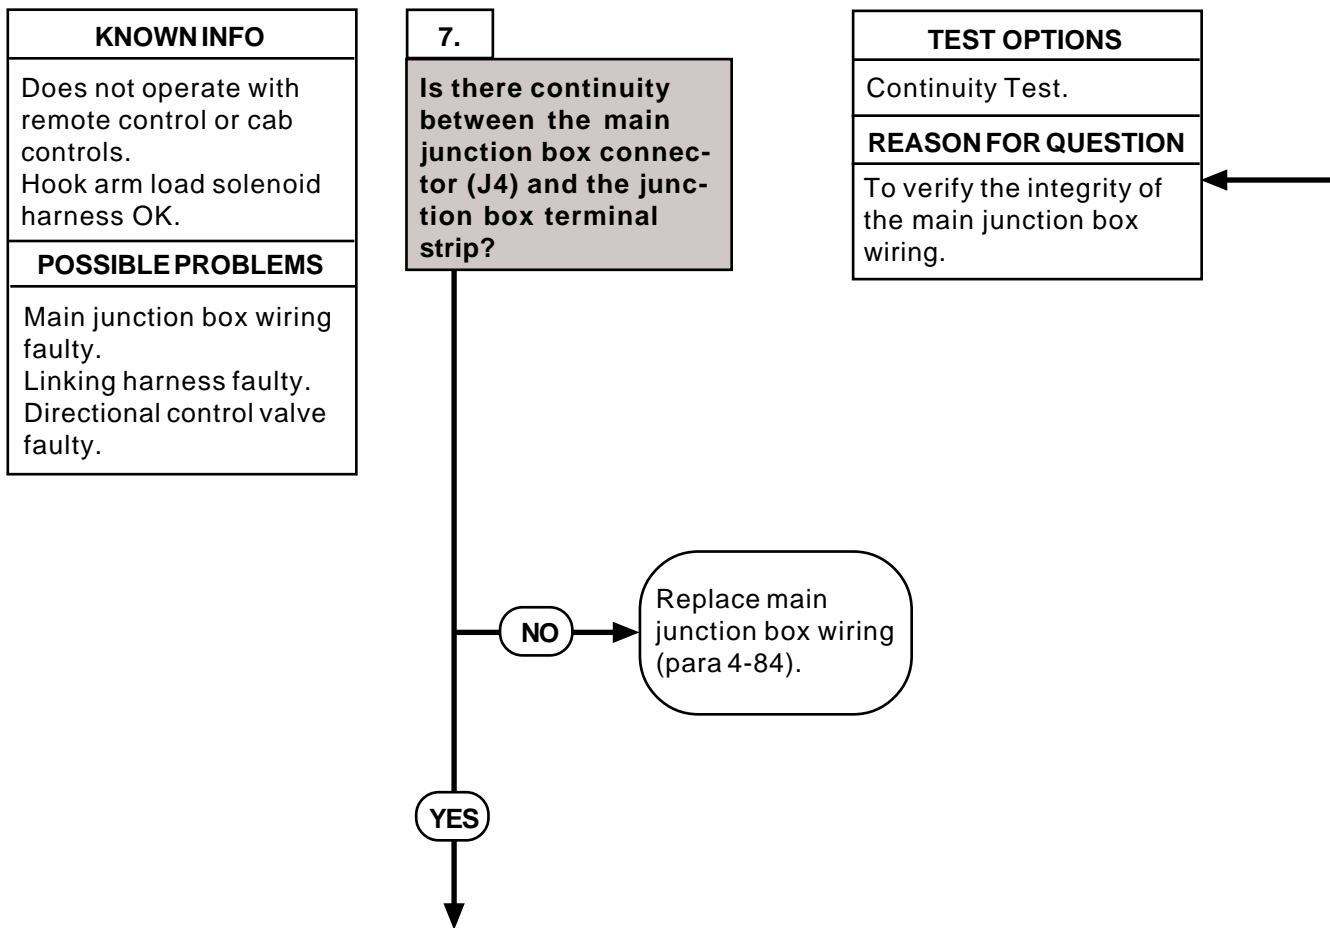 KNOWN INFO
Does not operate with
remote control or cab
controls.
Hook arm load solenoid
harness OK.
POSSIBLE PROBLEMS
Main junction box wiring
faulty.
Linking harness faulty.
Directional control valve
faulty.
7.
Is there continuity
between the main
junction box connec-
tor (J4) and the junc-
tion box terminal
strip?
TEST OPTIONS
Continuity Test.
REASON FOR QUESTION
To verify the integrity of
the main junction box
wiring.
NO
Replace main
junction box wiring
(para 4-84).
YES